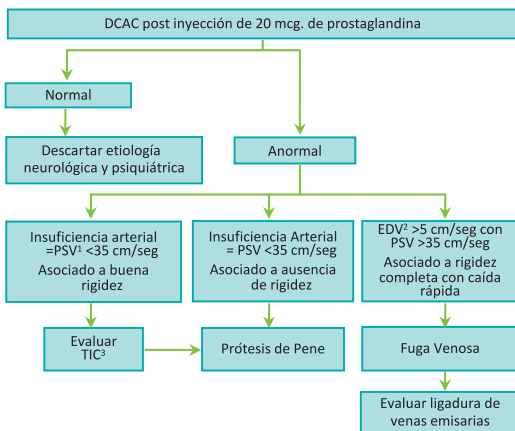 DCAC post inyección de 20 mcg. de prostaglandina
Normal
Descartar etiología
neurológica y psiquiátrica
Anormal
Insuficiencia arterial
=PSV¹ <35 cm/seg
Asociado a buena
rigidez
Insuficiencia Arterial
= PSV <35 cm/seg
Asociado a ausencia
de rigidez
EDV² >5 cm/seg con
PSV >35 cm/seg
Asociado a rigidez
completa con caída
rápida
Evaluar
TIC³
Prótesis de Pene
Fuga Venosa
Evaluar ligadura de
venas emisarias